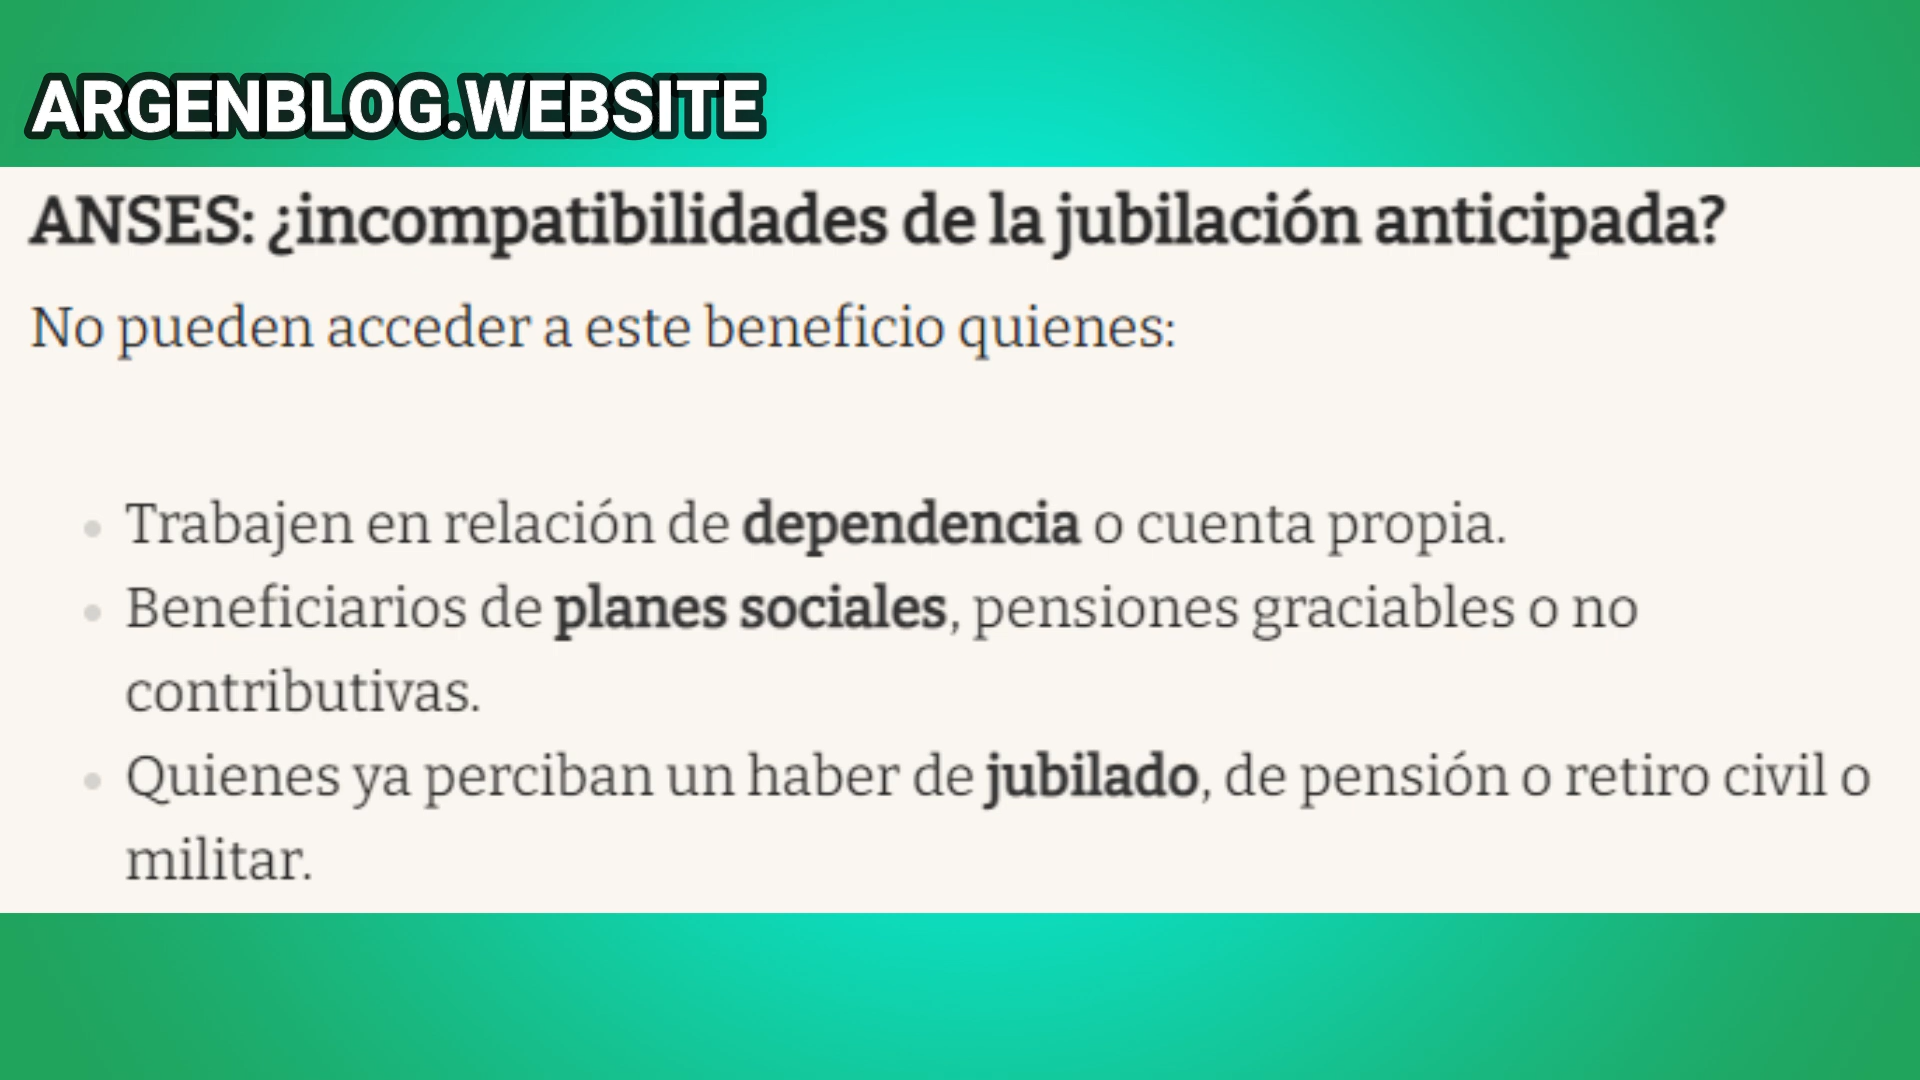 ARGENBLOG.WEBSITE
ANSES: ¿incompatibilidades de la jubilación anticipada?
No pueden acceder a este beneficio quienes:
Trabajen en relación de dependencia o cuenta propia.
Beneficiarios de planes sociales, pensiones graciables o no
contributivas.
Quienes ya perciban un haber de jubilado, de pensión o retiro civil o
militar.